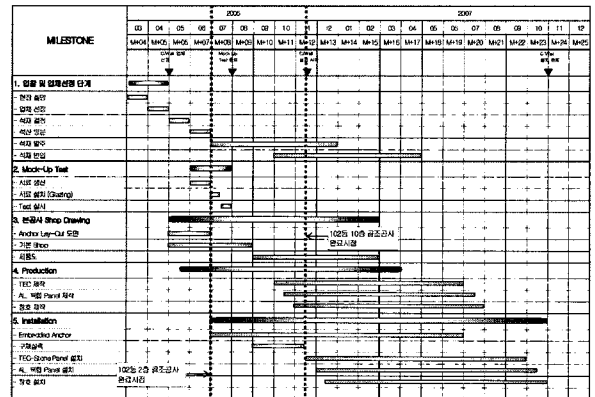 2005 2007
MILESTONE
03 04 05 06 07 08 09 10 11 12 01 02 03 04 05 06 07 08 09 10 11 12
M+04 M+05 M+05 M+07 M+08 M+09 M+10 M+11 M+12 M+13 M+14 M+15 M+16 M+17 M+18 M+19 M+20 M+21 M+22 M+23 M+24 M+25
1. 입찰 및 업체선정 단계
- 현장 설명
- 업체 선정
- 석재 결정
- 석산 방문
- 석재 발주
- 석재 반입
2. Mock-Up Test
- 시료 생산
- 시료 설치 (Glazing)
- Test 실시
3. 본공사 Shop Drawing
- Anchor Lay-Out 도면
102동 10층 골조공사
완료시점
- 기본 Shop
- 시공도
4. Production
- TEC 제작
- AL. 복합 Panel 제작
- 창호 제작
5. Installation
- Embedded Anchor
- 구체실측
- TEC-Stone Panel 설치
- AL. 복합 Panel 설치
102동 2층 골조공사
완료시점
- 창호 설치